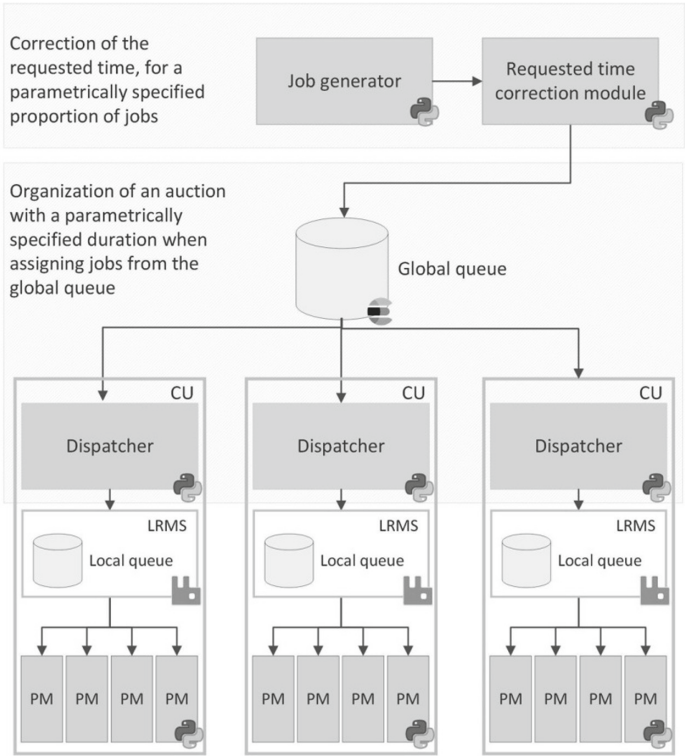 Correction of the
requested time, for a
parametrically specified
proportion of jobs
Job generator
Requested time
correction module
Organization of an auction
with a parametrically
specified duration when
assigning jobs from the
global queue
Global queue
CU
CU
CU
Dispatcher
Dispatcher
Dispatcher
LRMS
LRMS
LRMS
Local queue
Local queue
Local queue
PM
PM
PM
PM
PM
PM
PM
PM
PM
PM
PM
PM